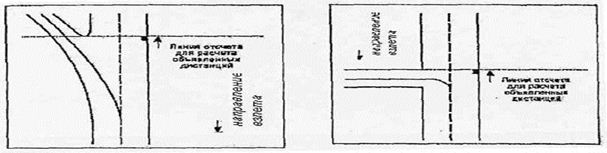 Линия отсчета
для расчета
объявленных
дистанций
направление
взлета
направление
взлета
Линия отсчета
для расчета
объявленных
дистанций